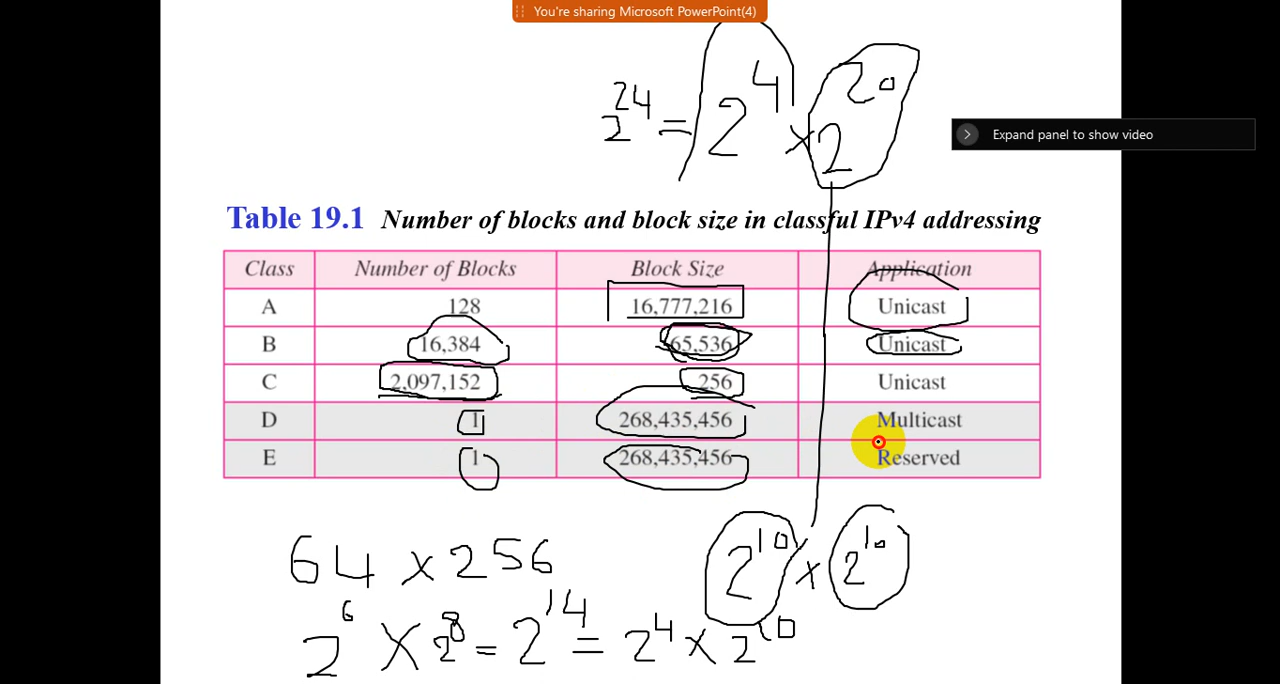 You're sharing Microsoft PowerPoint(4)
2^24 = 2^4 × 2^20
Expand panel to show video
Table 19.1 Number of blocks and block size in classful IPv4 addressing
Class Number of Blocks Block Size Application
A 128 16,777,216 Unicast
B 16,384 65,536 Unicast
C 2,097,152 256 Unicast
D 1 268,435,456 Multicast
E 1 268,435,456 Reserved
2^10 × 2^10
64 × 256
2^6 × 2^8 = 2^14 = 2^4 × 2^10